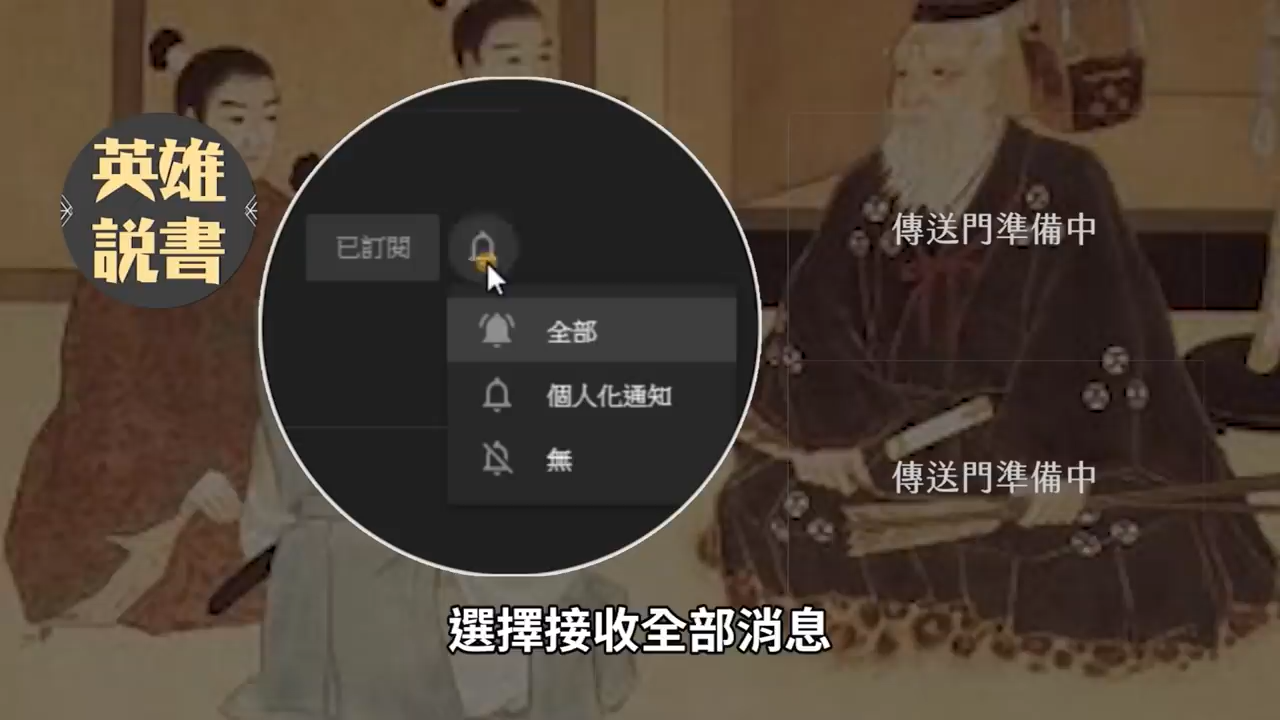 英雄
説書
已訂閱
全部
個人化通知
無
傳送門準備中
傳送門準備中
選擇接收全部消息